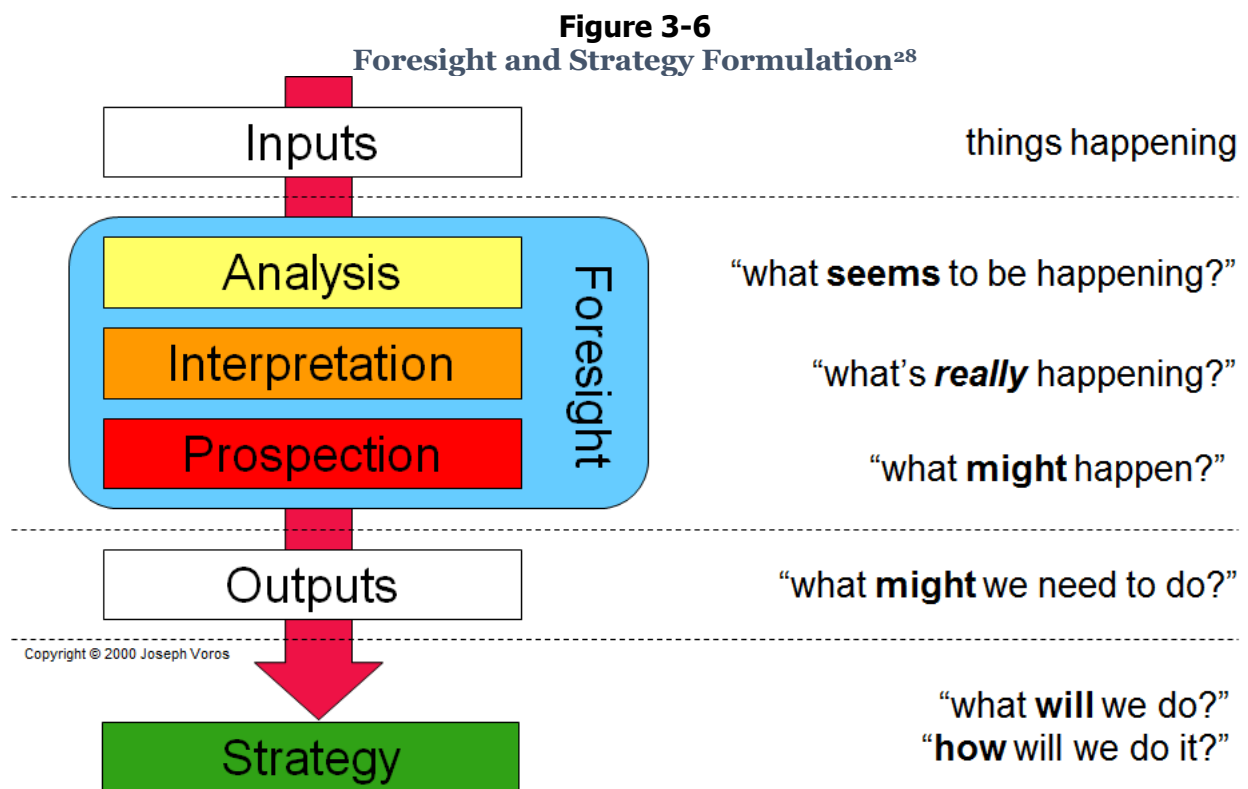 Figure 3-6
Foresight and Strategy Formulation²⁸
Inputs
things happening
Analysis
“what seems to be happening?”
Interpretation
“what's really happening?”
Prospection
“what might happen?”
Foresight
Outputs
“what might we need to do?”
Copyright © 2000 Joseph Voros
Strategy
“what will we do?”
“how will we do it?”